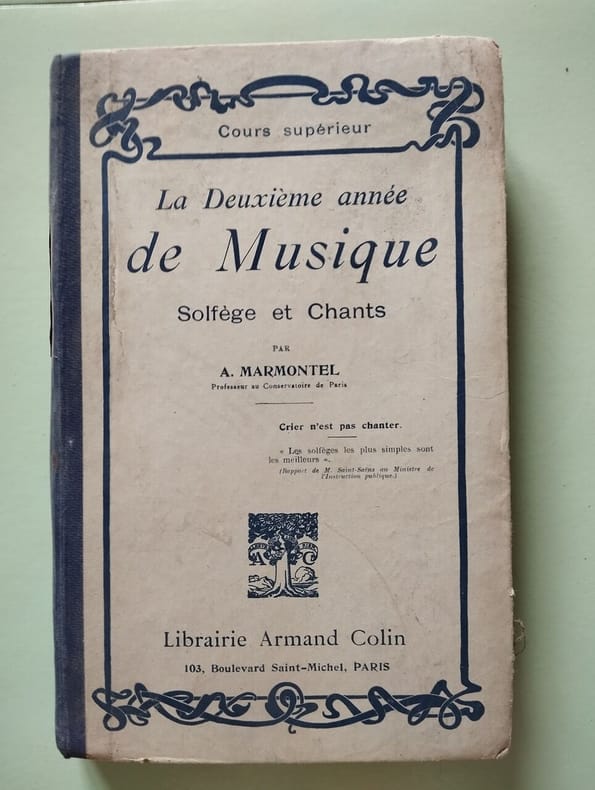 Cours supérieur
La Deuxième année
de Musique
Solfège et Chants
PAR
A. MARMONTEL
Professeur au Conservatoire de Paris
Crier n'est pas chanter.
« Les solfèges les plus simples sont
les meilleurs ».
(Rapport de M. Saint-Saëns au Ministre de
l'Instruction publique.)
A C
Librairie Armand Colin
103, Boulevard Saint-Michel, PARIS